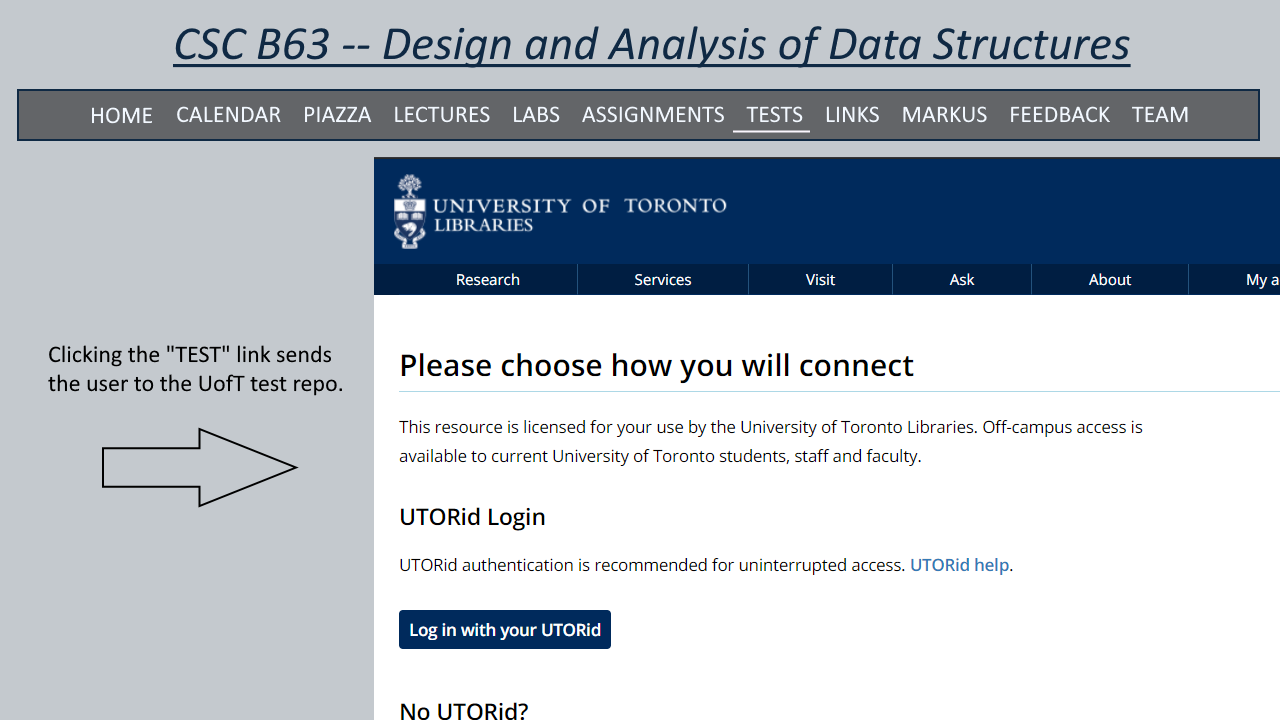 CSC B63 -- Design and Analysis of Data Structures
HOME CALENDAR PIAZZA LECTURES LABS ASSIGNMENTS TESTS LINKS MARKUS FEEDBACK TEAM
UNIVERSITY OF TORONTO
LIBRARIES
Research Services Visit Ask About My a
Clicking the "TEST" link sends
the user to the UofT test repo.
Please choose how you will connect
This resource is licensed for your use by the University of Toronto Libraries. Off-campus access is
available to current University of Toronto students, staff and faculty.
UTORid Login
UTORid authentication is recommended for uninterrupted access. UTORid help.
Log in with your UTORid
No UTORid?